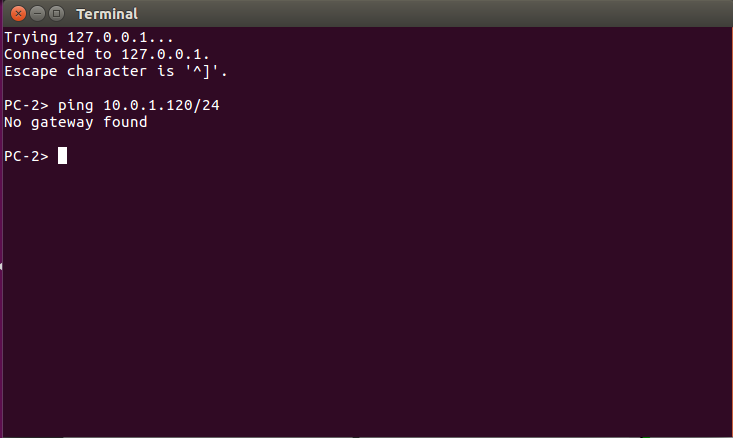 Terminal
Trying 127.0.0.1...
Connected to 127.0.0.1.
Escape character is '^]'.
PC-2> ping 10.0.1.120/24
No gateway found
PC-2>